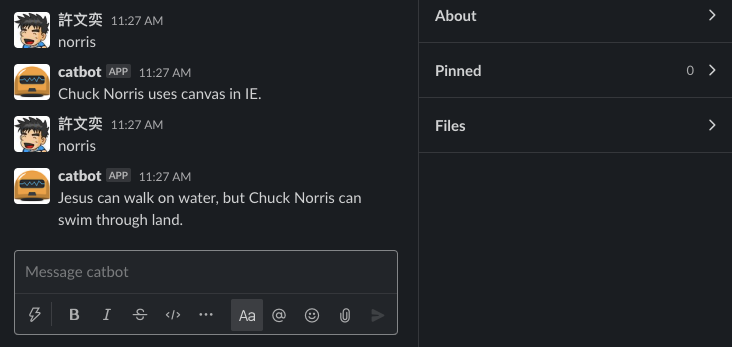 許文奕 11:27 AM
norris
catbot APP 11:27 AM
Chuck Norris uses canvas in IE.
許文奕 11:27 AM
norris
catbot APP 11:27 AM
Jesus can walk on water, but Chuck Norris can
swim through land.
Message catbot
B I S </> ... Aa @
About
Pinned 0
Files